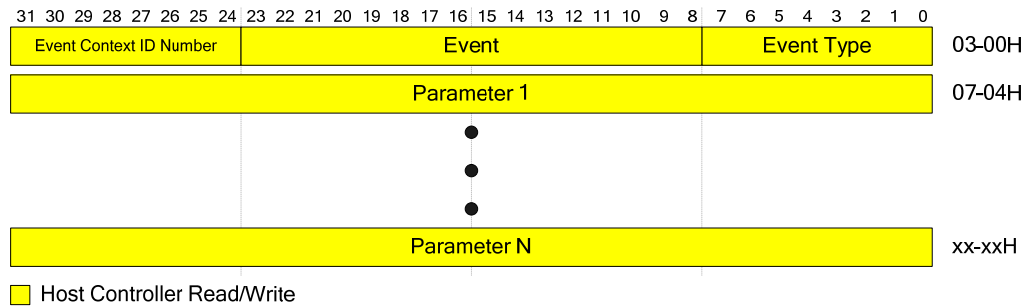 31 30 29 28 27 26 25 24 23 22 21 20 19 18 17 16 15 14 13 12 11 10 9 8 7 6 5 4 3 2 1 0
Event Context ID Number Event Event Type 03-00H
Parameter 1 07-04H
Parameter N xx-xxH
Host Controller Read/Write